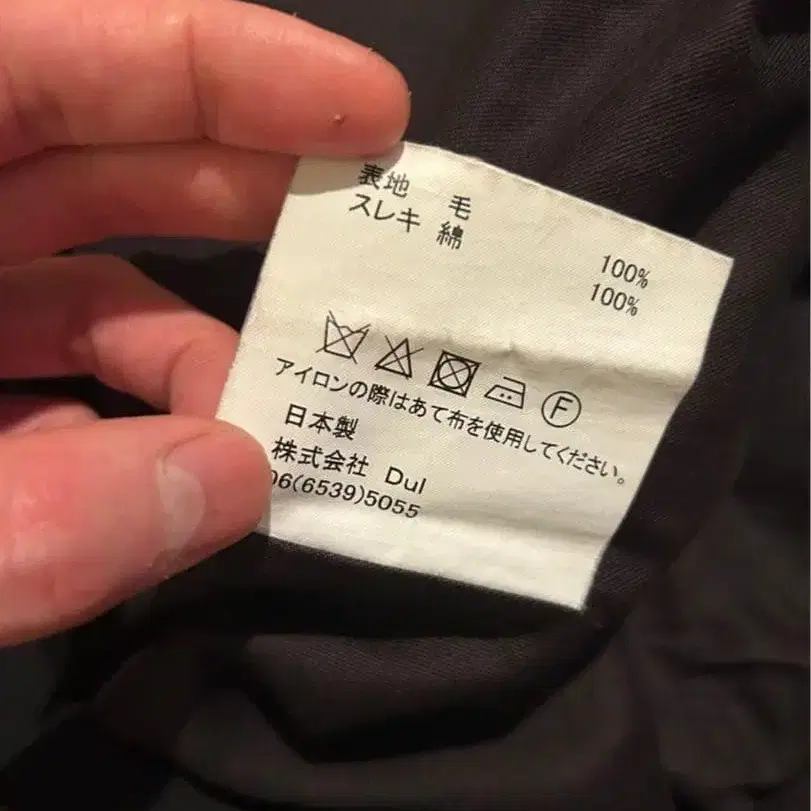 表地 毛 100%
スレキ 綿 100%
F
アイロンの際はあて布を使用してください。
日本製
株式会社 Dul
06(6539)5055